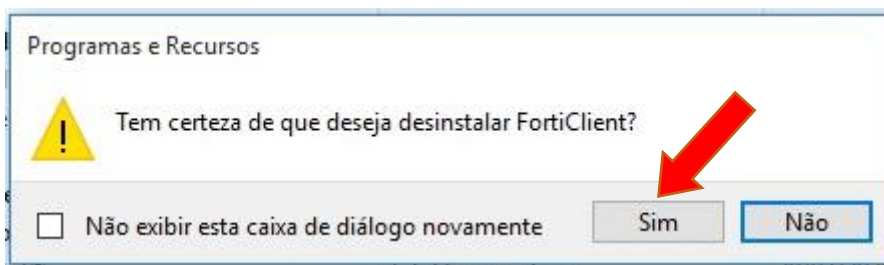 Programas e Recursos
Tem certeza de que deseja desinstalar FortiClient?
Não exibir esta caixa de diálogo novamente
Sim
Não